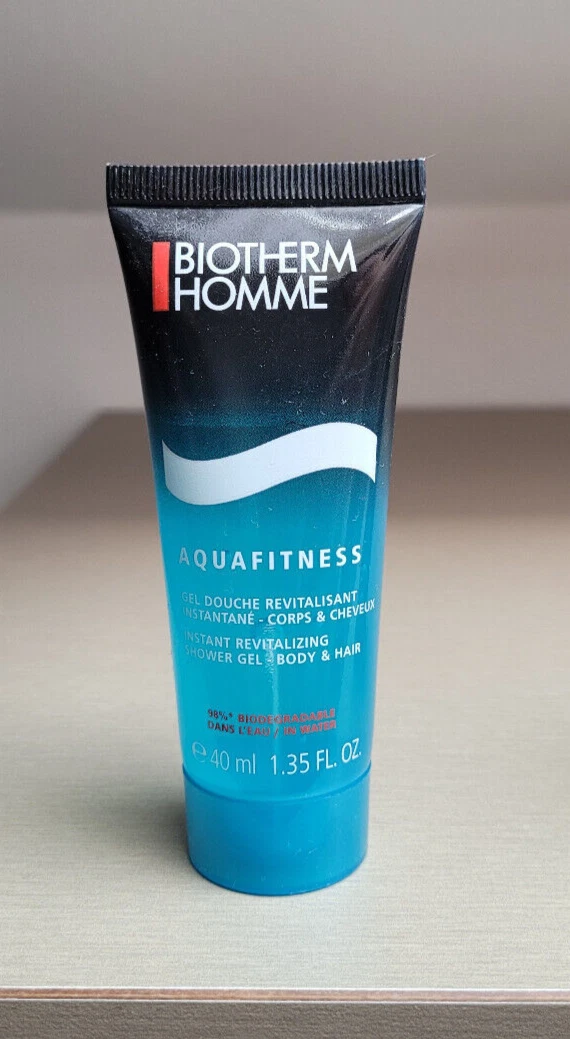 BIOTHERM
HOMME
AQUAFITNESS
GEL DOUCHE REVITALISANT
INSTANTANÉ - CORPS & CHEVEUX
INSTANT REVITALIZING
SHOWER GEL - BODY & HAIR
98%* BIODEGRADABLE
DANS L'EAU / IN WATER
℮ 40 ml 1.35 FL. OZ.